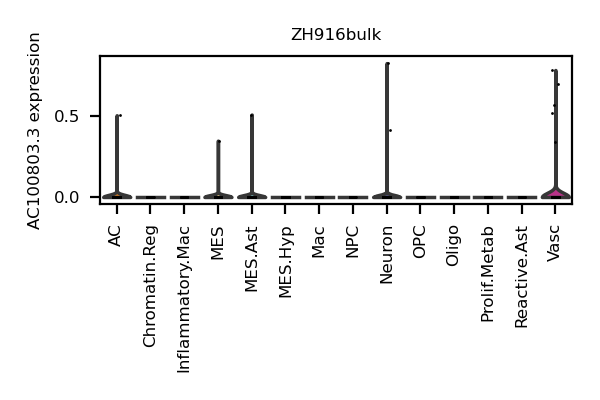 ZH916bulk
AC100803.3 expression
0.5
0.0
AC
Chromatin.Reg
Inflammatory.Mac
MES
MES.Ast
MES.Hyp
Mac
NPC
Neuron
OPC
Oligo
Prolif.Metab
Reactive.Ast
Vasc